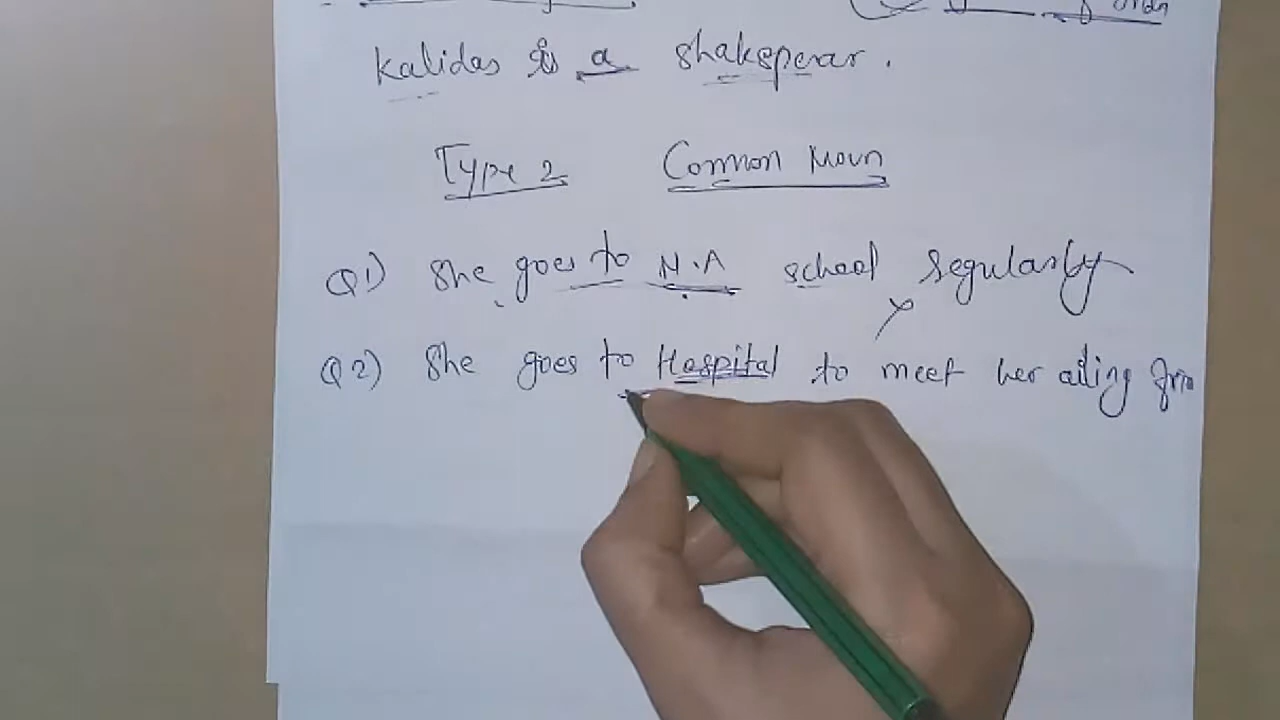 Kalidas is a shaksperar.
Type 2 Common Noun
Q1) She goes to N.A school regularly
Q2) She goes to Hospital to meet her ailing